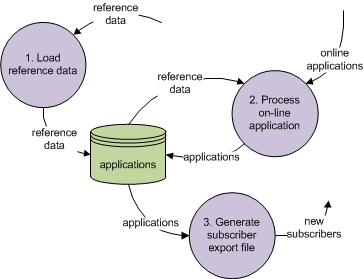 reference
data
1. Load
reference data
online
applications
reference
data
2. Process
on-line
application
reference
data
applications
applications
applications
3. Generate
subscriber
export file
new
subscribers